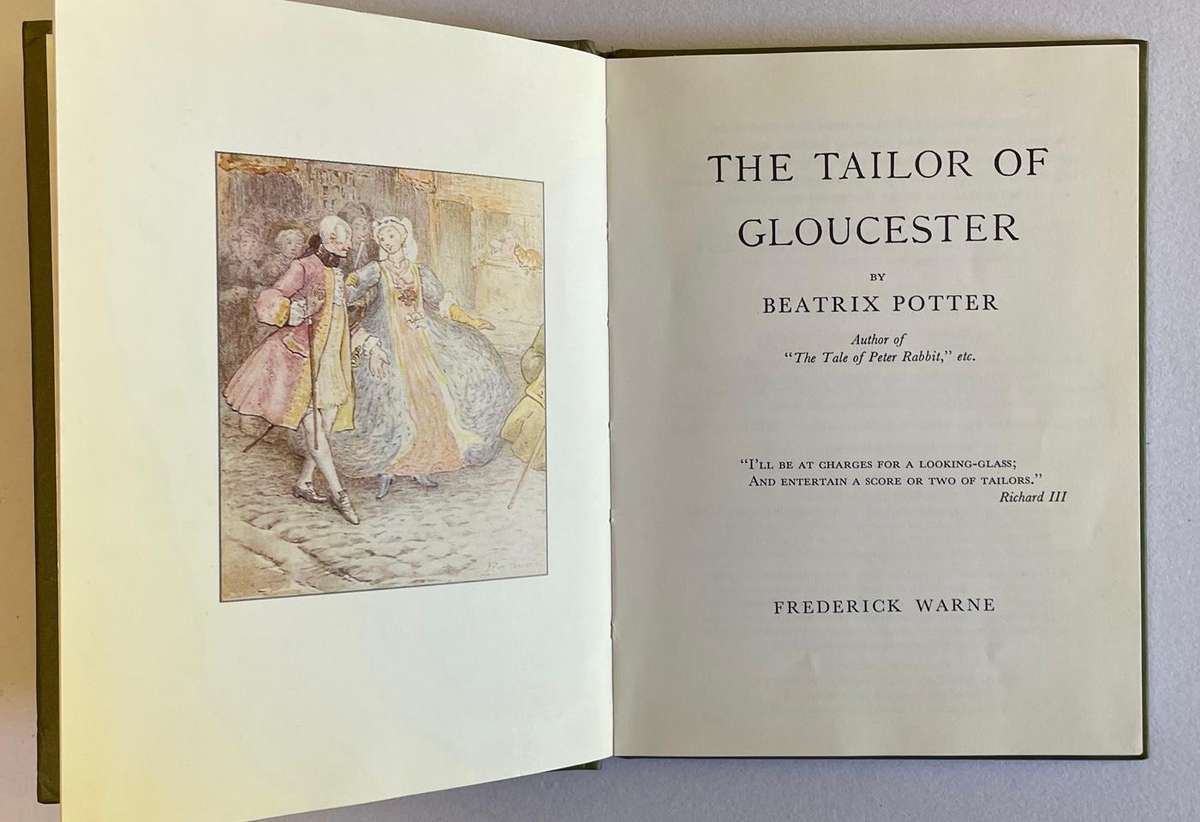 THE TAILOR OF
GLOUCESTER
BY
BEATRIX POTTER
Author of
“The Tale of Peter Rabbit,” etc.
“I'LL BE AT CHARGES FOR A LOOKING-GLASS;
AND ENTERTAIN A SCORE OR TWO OF TAILORS.”
Richard III
FREDERICK WARNE